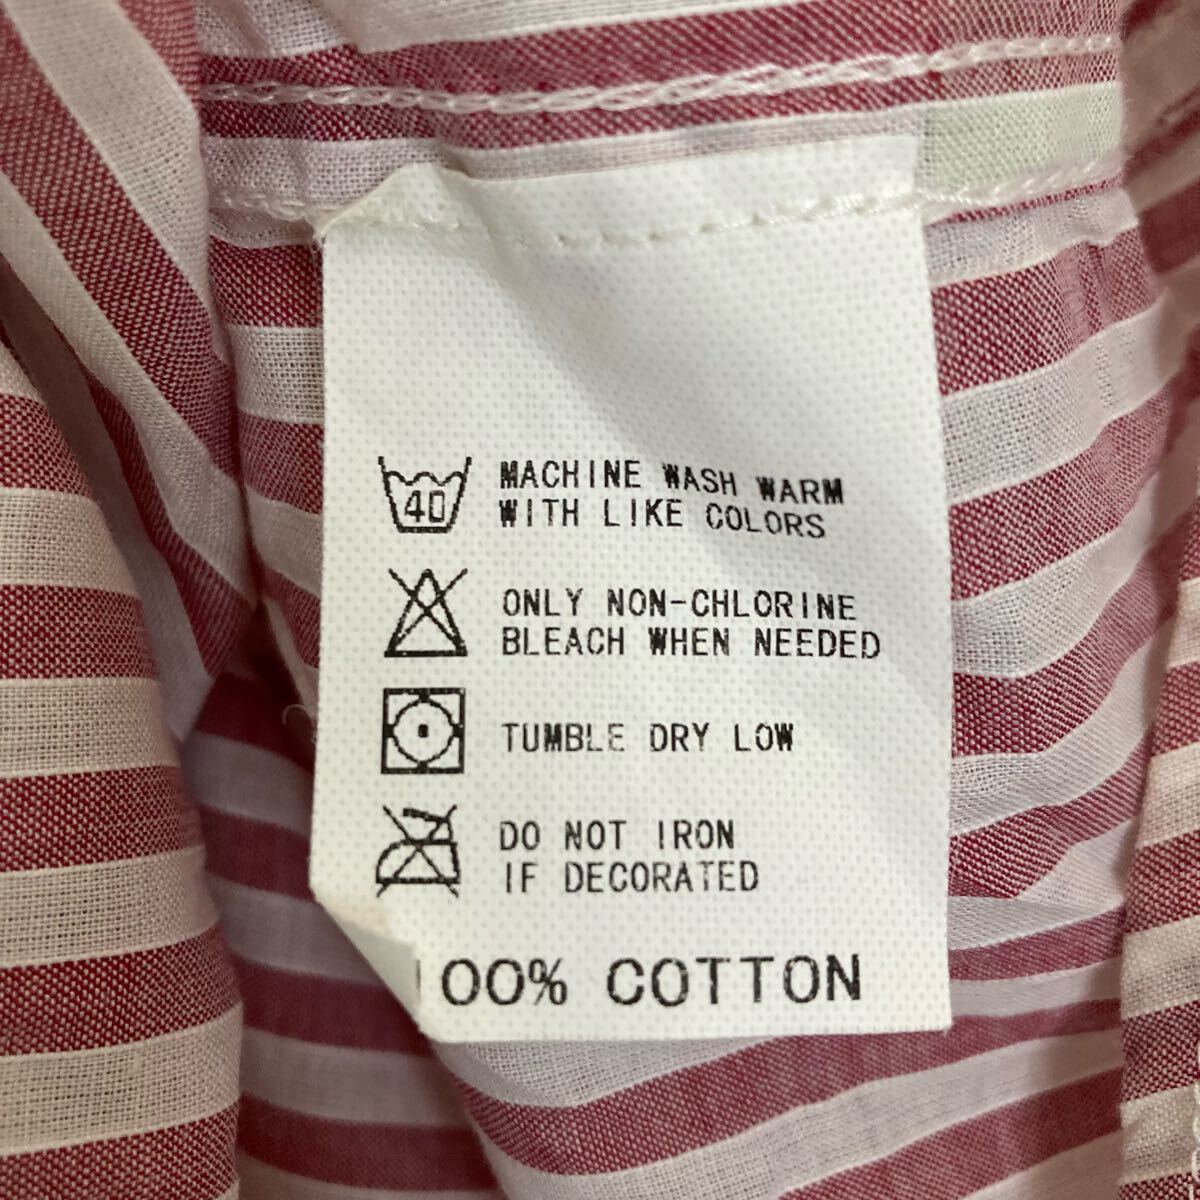 40
MACHINE WASH WARM
WITH LIKE COLORS
ONLY NON-CHLORINE
BLEACH WHEN NEEDED
TUMBLE DRY LOW
DO NOT IRON
IF DECORATED
100% COTTON